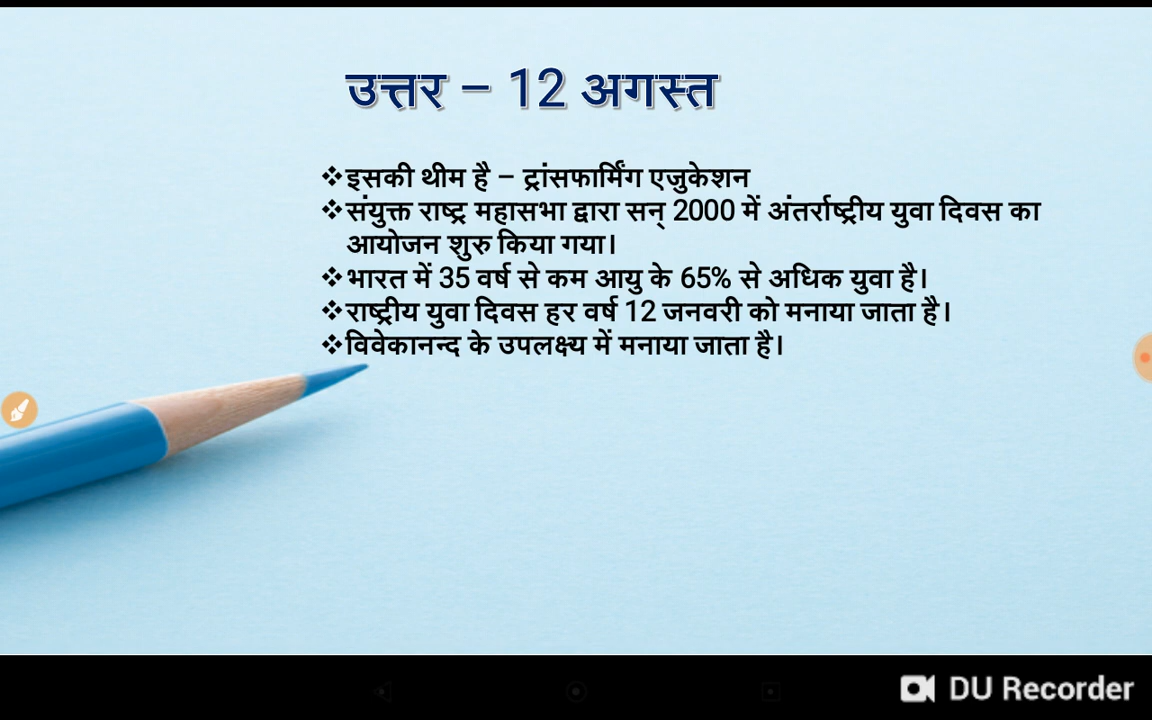 उत्तर – 12 अगस्त
❖इसकी थीम है – ट्रांसफार्मिंग एजुकेशन
❖संयुक्त राष्ट्र महासभा द्वारा सन् 2000 में अंतर्राष्ट्रीय युवा दिवस का
आयोजन शुरु किया गया।
❖भारत में 35 वर्ष से कम आयु के 65% से अधिक युवा है।
❖राष्ट्रीय युवा दिवस हर वर्ष 12 जनवरी को मनाया जाता है।
❖विवेकानन्द के उपलक्ष्य में मनाया जाता है।
DU Recorder